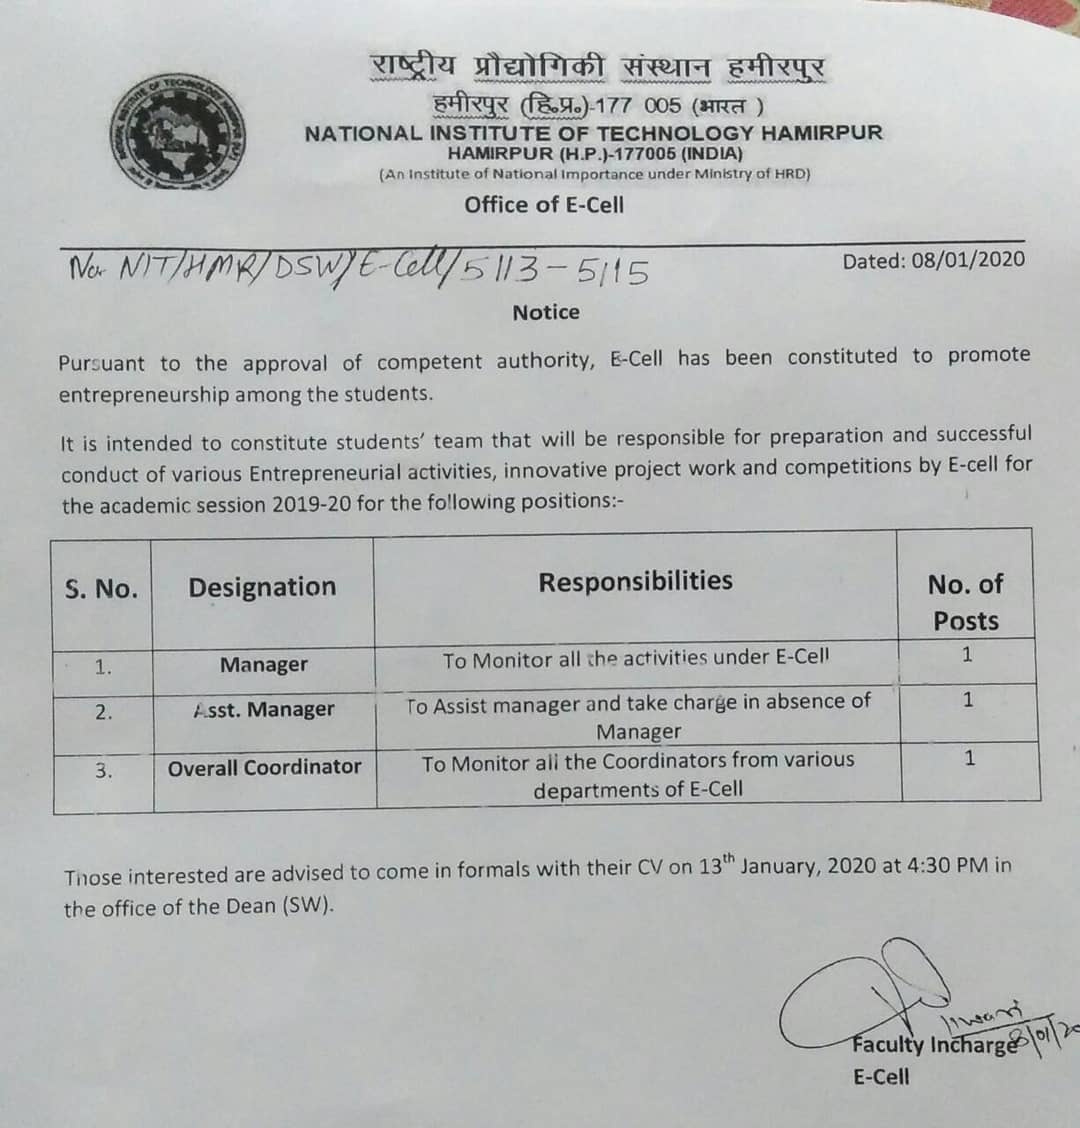 राष्ट्रीय प्रौद्योगिकी संस्थान हमीरपुर
हमीरपुर (हि.प्र.)-177 005 (भारत )
NATIONAL INSTITUTE OF TECHNOLOGY HAMIRPUR
HAMIRPUR (H.P.)-177005 (INDIA)
(An Institute of National Importance under Ministry of HRD)
Office of E-Cell
No- NIT/HMR/DSW/E-Cell/5113-5115 Dated: 08/01/2020
Notice
Pursuant to the approval of competent authority, E-Cell has been constituted to promote
entrepreneurship among the students.
It is intended to constitute students' team that will be responsible for preparation and successful
conduct of various Entrepreneurial activities, innovative project work and competitions by E-cell for
the academic session 2019-20 for the following positions:-
S. No. Designation Responsibilities No. of
Posts
1. Manager To Monitor all the activities under E-Cell 1
2. Asst. Manager To Assist manager and take charge in absence of 1
Manager
3. Overall Coordinator To Monitor all the Coordinators from various 1
departments of E-Cell
Those interested are advised to come in formals with their CV on 13th January, 2020 at 4:30 PM in
the office of the Dean (SW).
Tiwari
8/01/20
Faculty Incharge
E-Cell